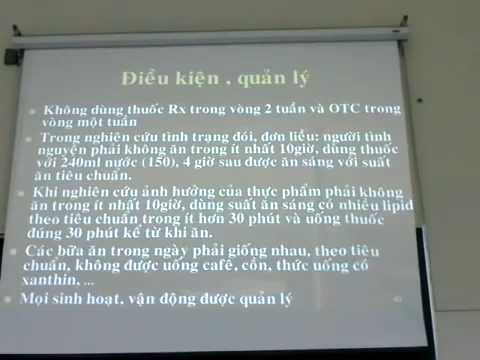 Điều kiện , quản lý
Không dùng thuốc Rx trong vòng 2 tuần và OTC trong
vòng một tuần
Trong nghiên cứu tình trạng đói, đơn liều: người tình
nguyện phải không ăn trong ít nhất 10giờ, dùng thuốc
với 240ml nước (150), 4 giờ sau được ăn sáng với suất
ăn tiêu chuẩn.
Khi nghiên cứu ảnh hưởng của thực phẩm phải không
ăn trong ít nhất 10giờ, dùng suất ăn sáng có nhiều lipid
theo tiêu chuẩn trong ít hơn 30 phút và uống thuốc
đúng 30 phút kể từ khi ăn.
Các bữa ăn trong ngày phải giống nhau, theo tiêu
chuẩn, không được uống café, cồn, thức uống có
xanthin, ...
Mọi sinh hoạt, vận động được quản lý